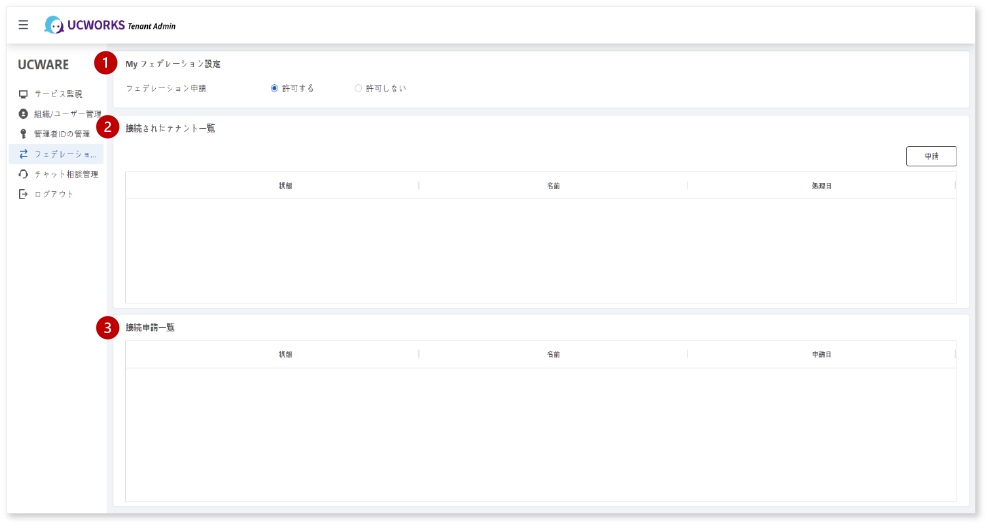 UCWORKS Tenant Admin
UCWARE
サービス監視
組織/ユーザー管理
管理者IDの管理
フェデレーショ...
チャット相談管理
ログアウト
1
My フェデレーション設定
フェデレーション申請
許可する
許可しない
2
接続されたテナント一覧
申請
状態
名前
処理日
3
接続申請一覧
状態
名前
申請日